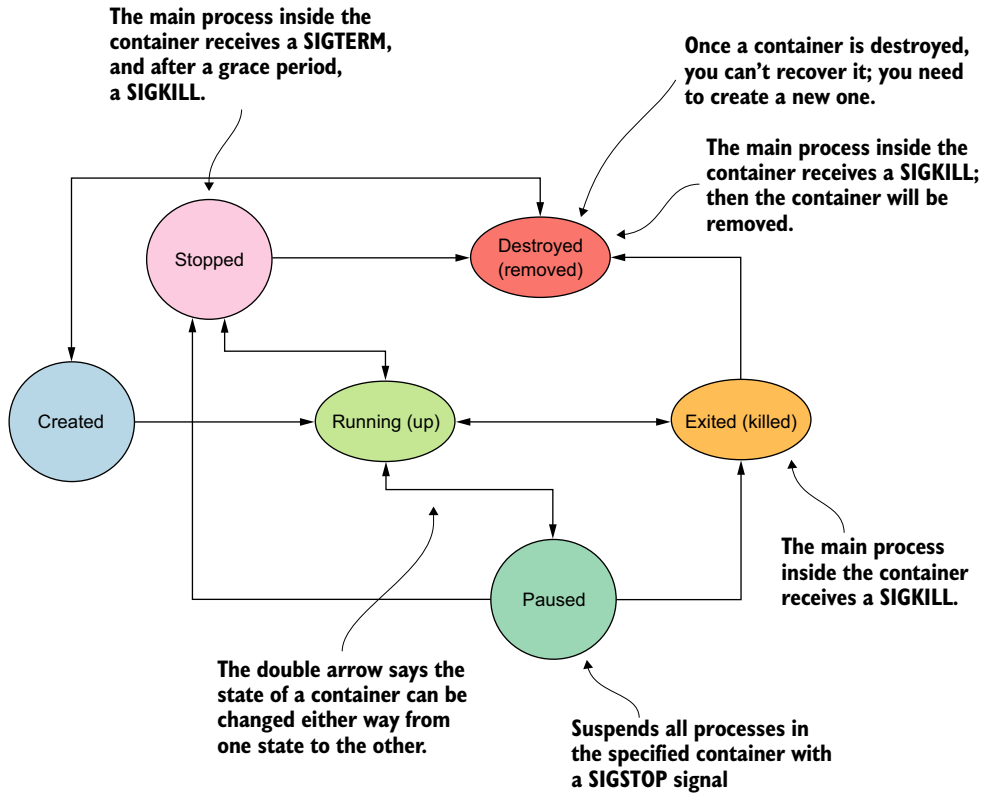 The main process inside the
container receives a SIGTERM,
and after a grace period,
a SIGKILL.
Once a container is destroyed,
you can't recover it; you need
to create a new one.
The main process inside the
container receives a SIGKILL;
then the container will be
removed.
Stopped
Destroyed
(removed)
Created
Running (up)
Exited (killed)
The main process
inside the container
receives a SIGKILL.
Paused
The double arrow says the
state of a container can be
changed either way from
one state to the other.
Suspends all processes in
the specified container with
a SIGSTOP signal